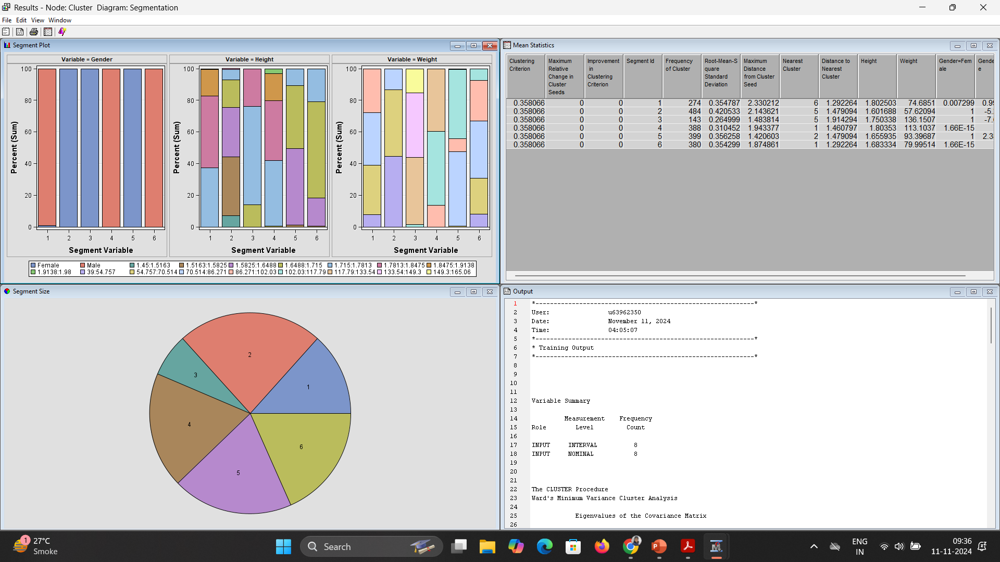 Results - Node: Cluster  Diagram: Segmentation
File Edit View Window
Segment Plot
Variable = Gender
Variable = Height
Variable = Weight
Percent (Sum)
100
80
60
40
20
0
1 2 3 4 5 6
Segment Variable
Percent (Sum)
100
80
60
40
20
0
1 2 3 4 5 6
Segment Variable
Percent (Sum)
100
80
60
40
20
0
1 2 3 4 5 6
Segment Variable
Female Male 1.45:1.5163 1.5163:1.5825 1.5825:1.6488 1.6488:1.715 1.715:1.7813 1.7813:1.8475 1.8475:1.9138
1.9138:1.98 39:54.757 54.757:70.514 70.514:86.271 86.271:102.03 102.03:117.79 117.79:133.54 133.54:149.3 149.3:165.06
Mean Statistics
Clustering Criterion
Maximum Relative Change in Cluster Seeds
Improvement in Clustering Criterion
Segment Id
Frequency of Cluster
Root-Mean-Square Standard Deviation
Maximum Distance from Cluster Seed
Nearest Cluster
Distance to Nearest Cluster
Height
Weight
Gender=Female
Gende e
0.358066 0 0 1 274 0.354787 2.330212 6 1.292264 1.802503 74.6851 0.007299 0.99
0.358066 0 0 2 484 0.420533 2.143621 5 1.479094 1.601688 57.62094 1 -5.
0.358066 0 0 3 143 0.264999 1.483814 5 1.914294 1.750338 136.1507 1 -7.
0.358066 0 0 4 388 0.310452 1.943377 1 1.460797 1.80353 113.1037 1.66E-15
0.358066 0 0 5 399 0.356258 1.420603 2 1.479094 1.655935 93.39687 1 2.3
0.358066 0 0 6 380 0.354299 1.874861 1 1.292264 1.683334 79.99514 1.66E-15
Segment Size
1
2
3
4
5
6
Output
1 *------------------------------------------------------------*
2 User: u63962350
3 Date: November 11, 2024
4 Time: 04:05:07
5 *------------------------------------------------------------*
6 * Training Output
7 *------------------------------------------------------------*
8
9
10
11
12 Variable Summary
13
14 Measurement Frequency
15 Role Level Count
16
17 INPUT INTERVAL 8
18 INPUT NOMINAL 8
19
20
21
22 The CLUSTER Procedure
23 Ward's Minimum Variance Cluster Analysis
24
25 Eigenvalues of the Covariance Matrix
26
1
27°C
Smoke
Search
ENG
IN
09:36
11-11-2024